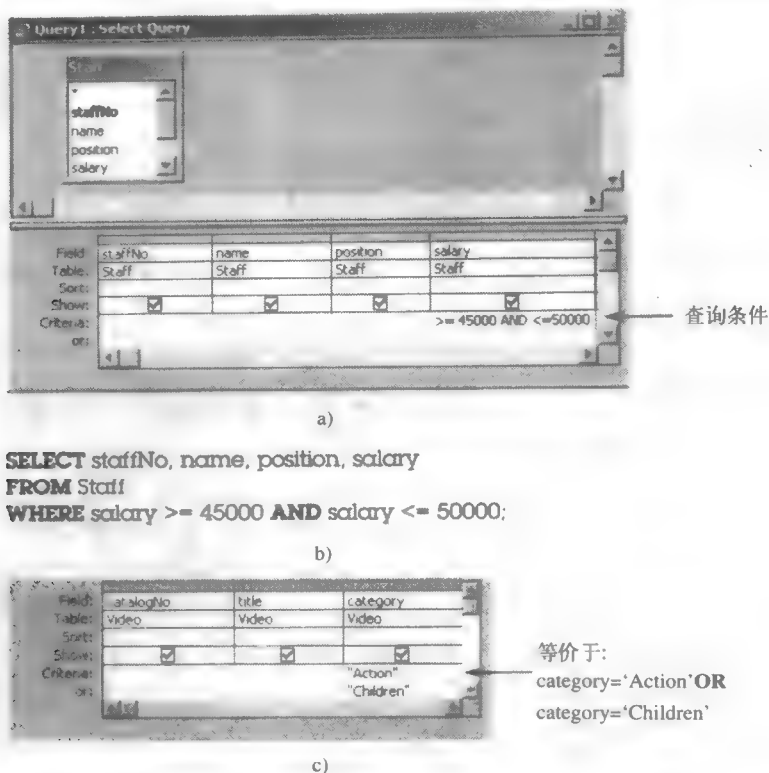 Query1 : Select Query
*
staffNo
name
position
salary
Field: staffNo name position salary
Table: Staff Staff Staff Staff
Sort:
Show:
Criteria: >= 45000 AND <=50000
or:
查询条件
a)
SELECT staffNo, name, position, salary
FROM Staff
WHERE salary >= 45000 AND salary <= 50000;
b)
Field: catalogNo title category
Table: Video Video Video
Sort:
Show:
Criteria: "Action"
or: "Children"
等价于:
category=‘Action’OR
category=‘Children’
c)